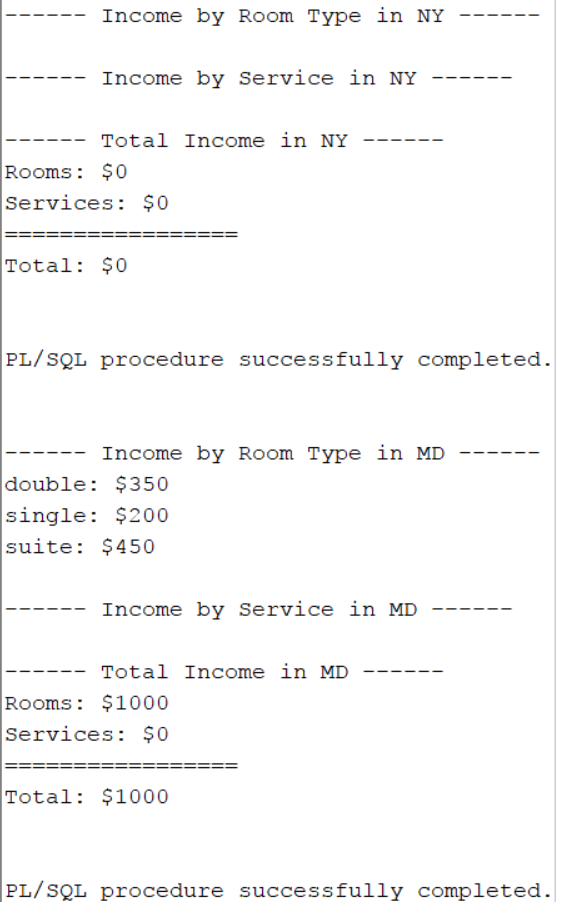 ------ Income by Room Type in NY ------
------ Income by Service in NY ------
------ Total Income in NY ------
Rooms: $0
Services: $0
=================
Total: $0
PL/SQL procedure successfully completed.
------ Income by Room Type in MD ------
double: $350
single: $200
suite: $450
------ Income by Service in MD ------
------ Total Income in MD ------
Rooms: $1000
Services: $0
=================
Total: $1000
PL/SQL procedure successfully completed.